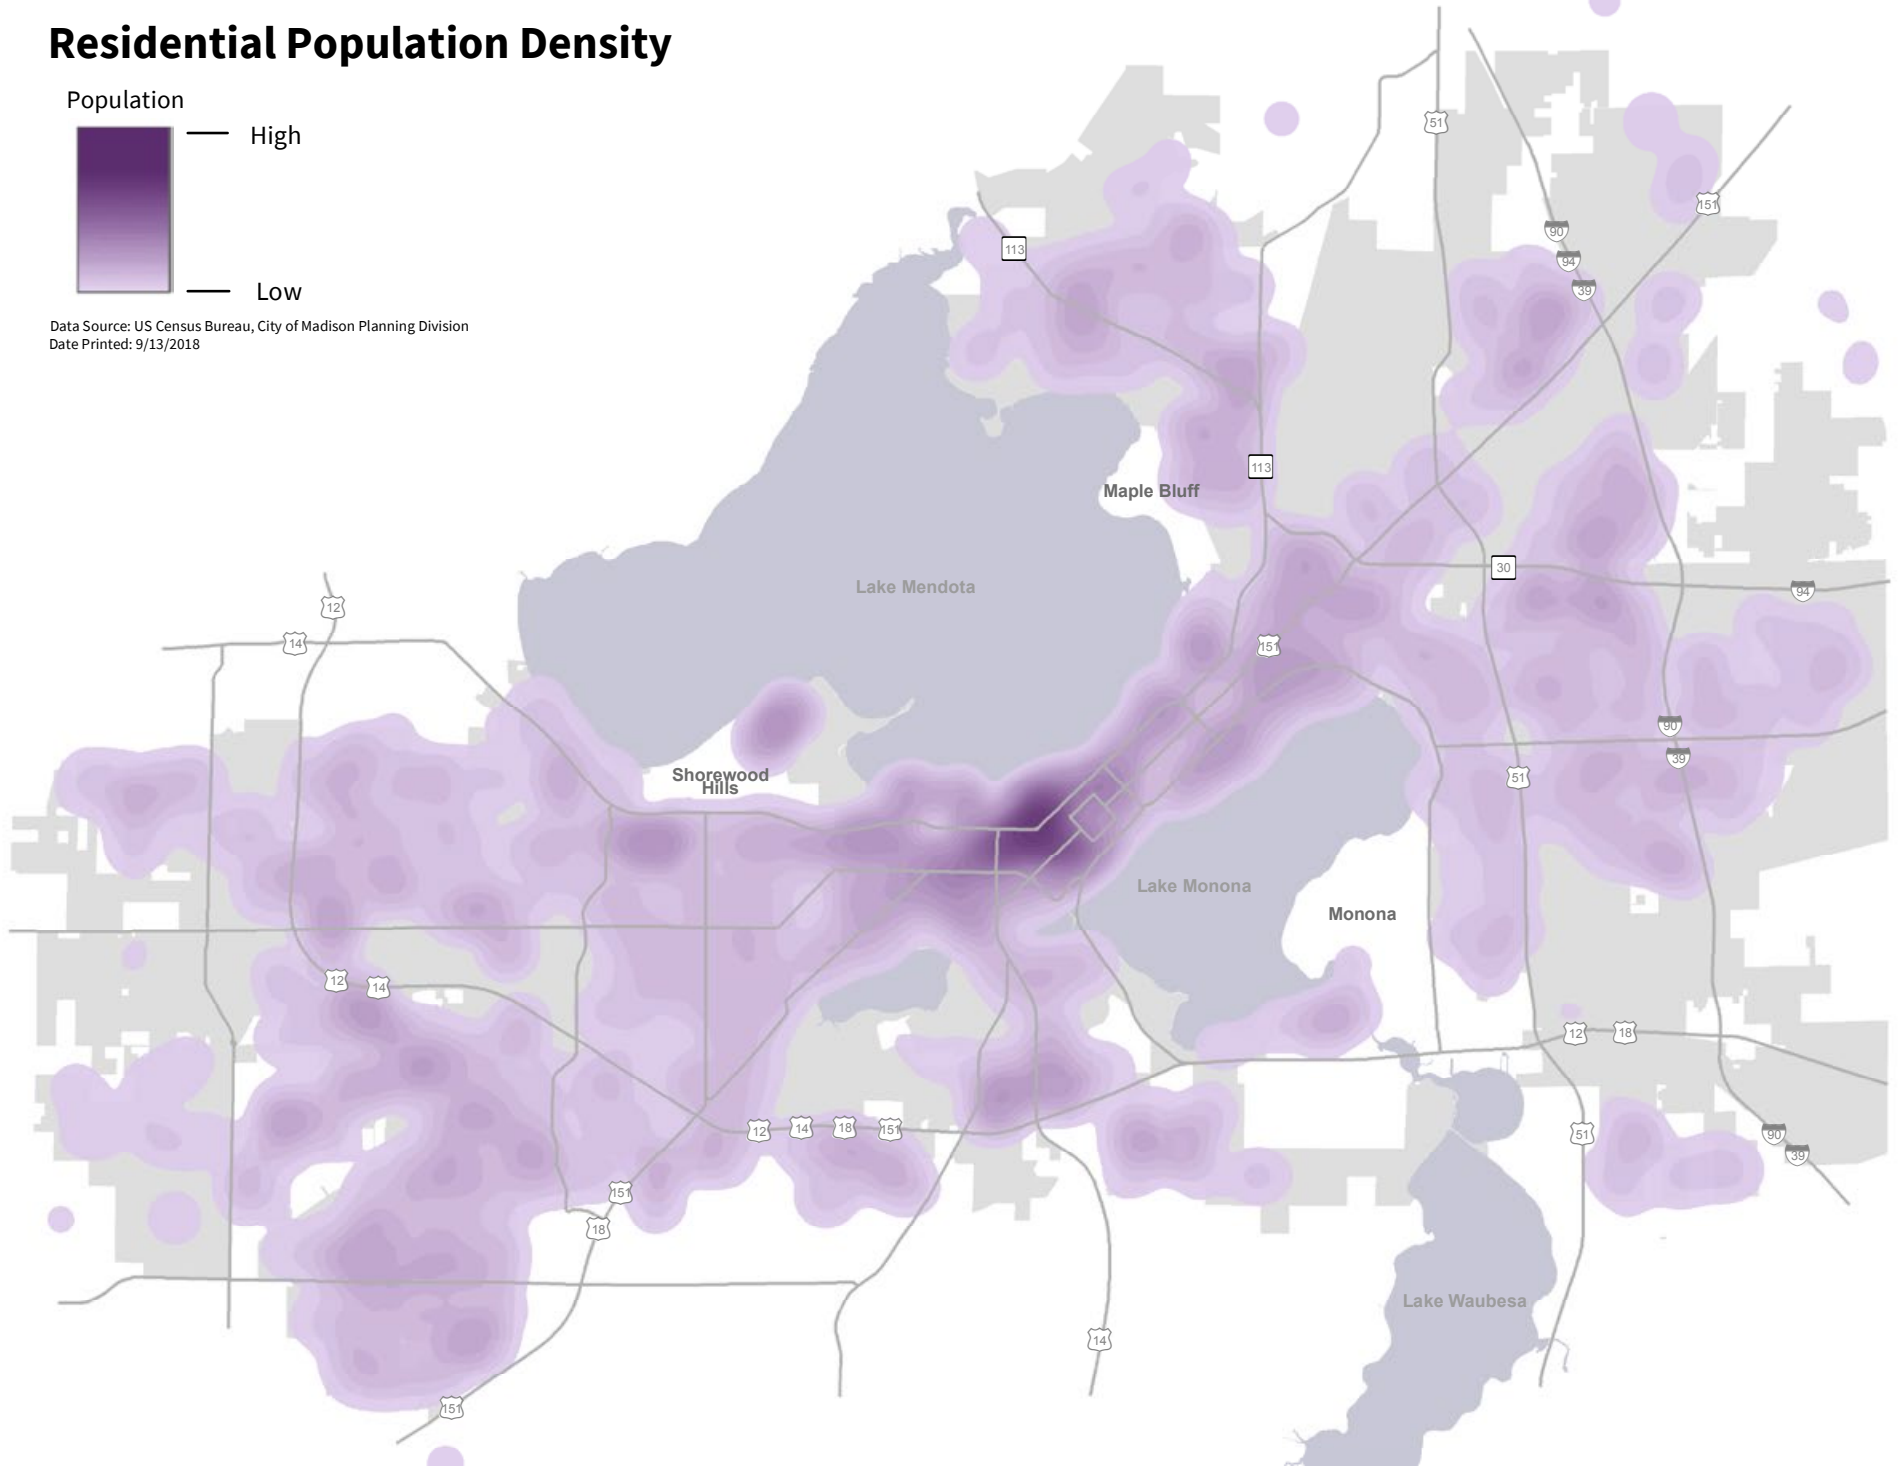 Residential Population Density
Population
High
Low
Data Source: US Census Bureau, City of Madison Planning Division
Date Printed: 9/13/2018
51
151
90
94
39
113
113
Maple Bluff
30
94
Lake Mendota
12
14
151
90
39
51
Shorewood
Hills
Lake Monona
Monona
12
14
12
18
12
14
18
151
51
90
39
151
18
Lake Waubesa
14
151